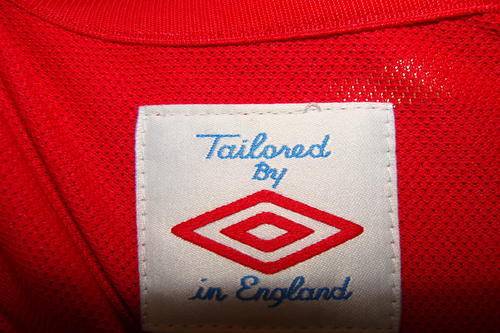 Tailored
By
in England